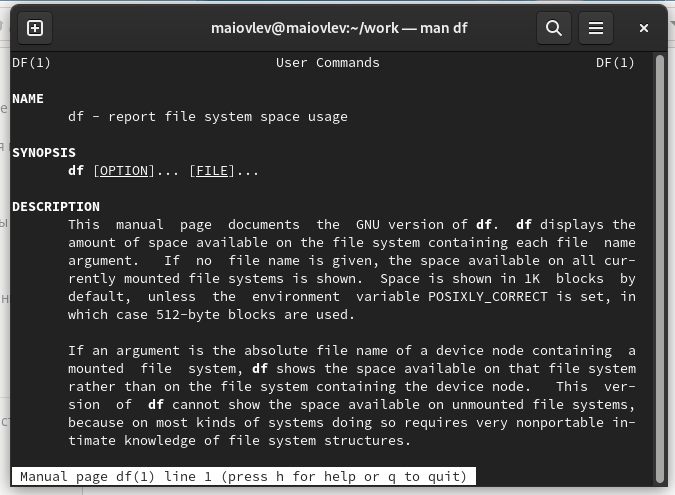 maiovlev@maiovlev:~/work — man df
DF(1) User Commands DF(1)
NAME
df - report file system space usage
SYNOPSIS
df [OPTION]... [FILE]...
DESCRIPTION
This manual page documents the GNU version of df. df displays the
amount of space available on the file system containing each file name
argument. If no file name is given, the space available on all cur-
rently mounted file systems is shown. Space is shown in 1K blocks by
default, unless the environment variable POSIXLY_CORRECT is set, in
which case 512-byte blocks are used.
If an argument is the absolute file name of a device node containing a
mounted file system, df shows the space available on that file system
rather than on the file system containing the device node. This ver-
sion of df cannot show the space available on unmounted file systems,
because on most kinds of systems doing so requires very nonportable in-
timate knowledge of file system structures.
Manual page df(1) line 1 (press h for help or q to quit)